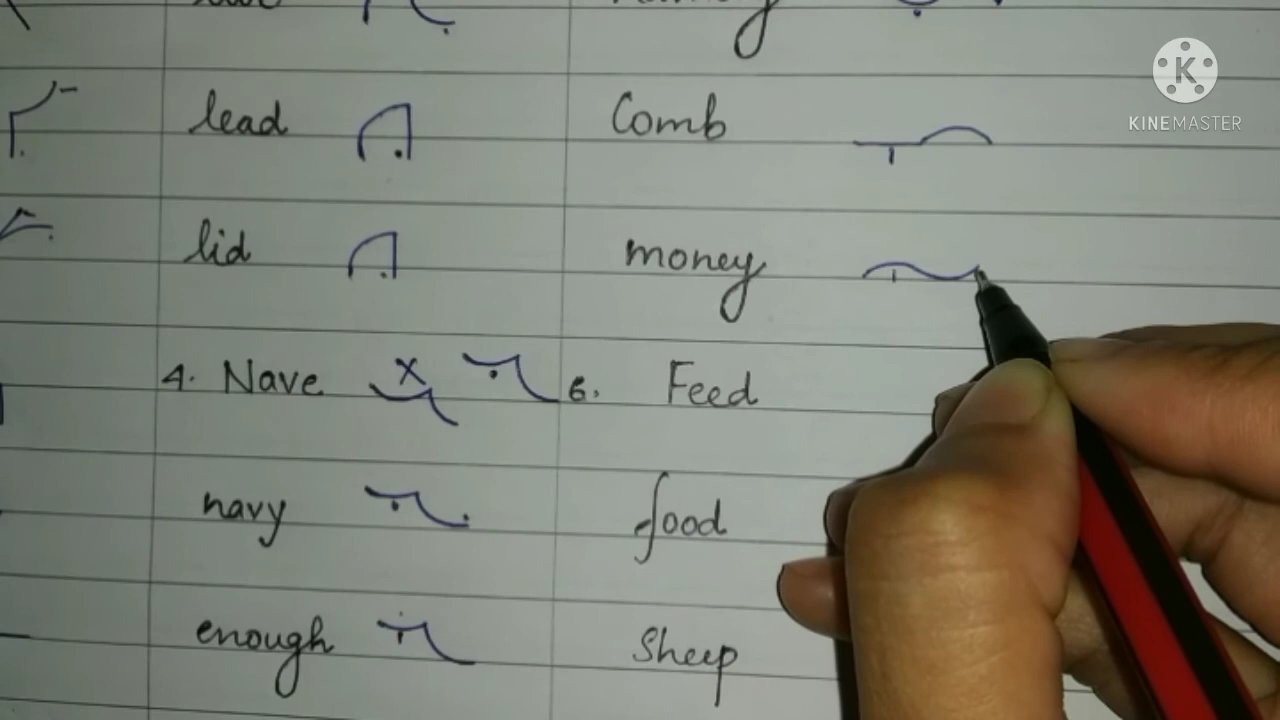 lead
lid
4. Nave x
navy
enough
Comb
money
6. Feed
food
Sheep
K
KINEMASTER